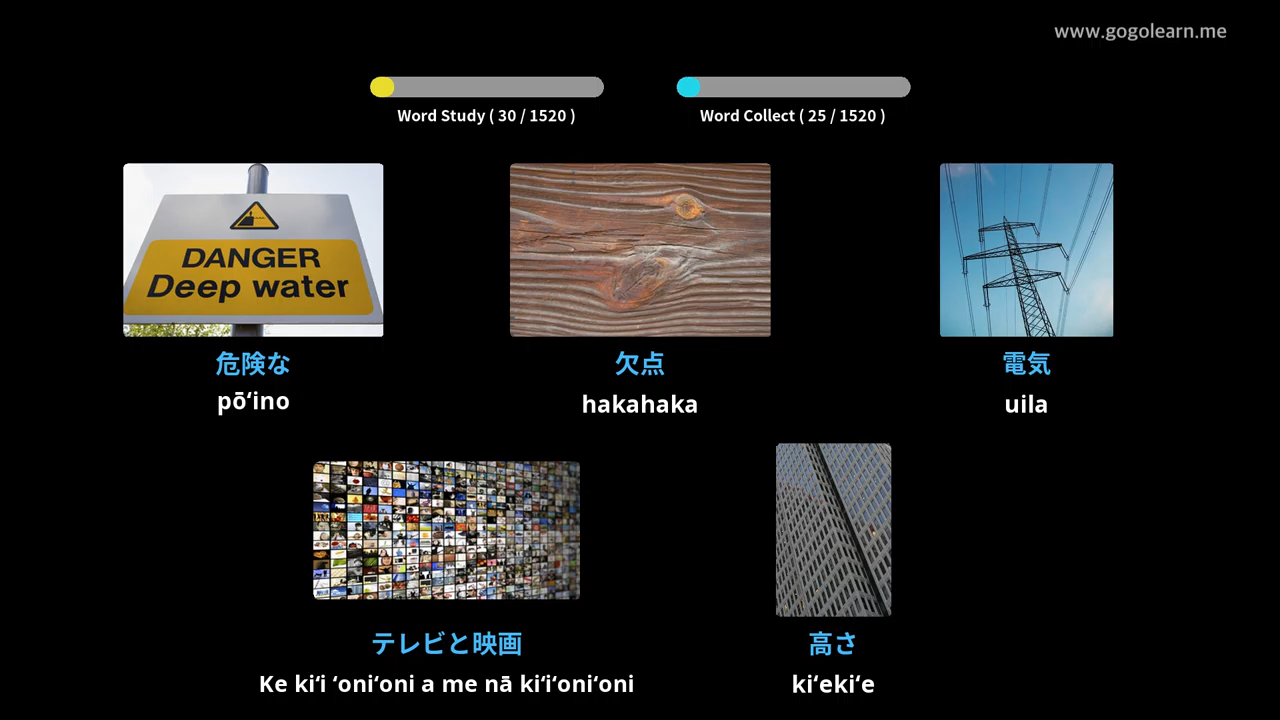 www.gogolearn.me
Word Study ( 30 / 1520 )
Word Collect ( 25 / 1520 )
DANGER
Deep water
危険な
欠点
電気
pōʻino
hakahaka
uila
テレビと映画
高さ
Ke kiʻi ʻoniʻoni a me nā kiʻiʻoniʻoni
kiʻekiʻe